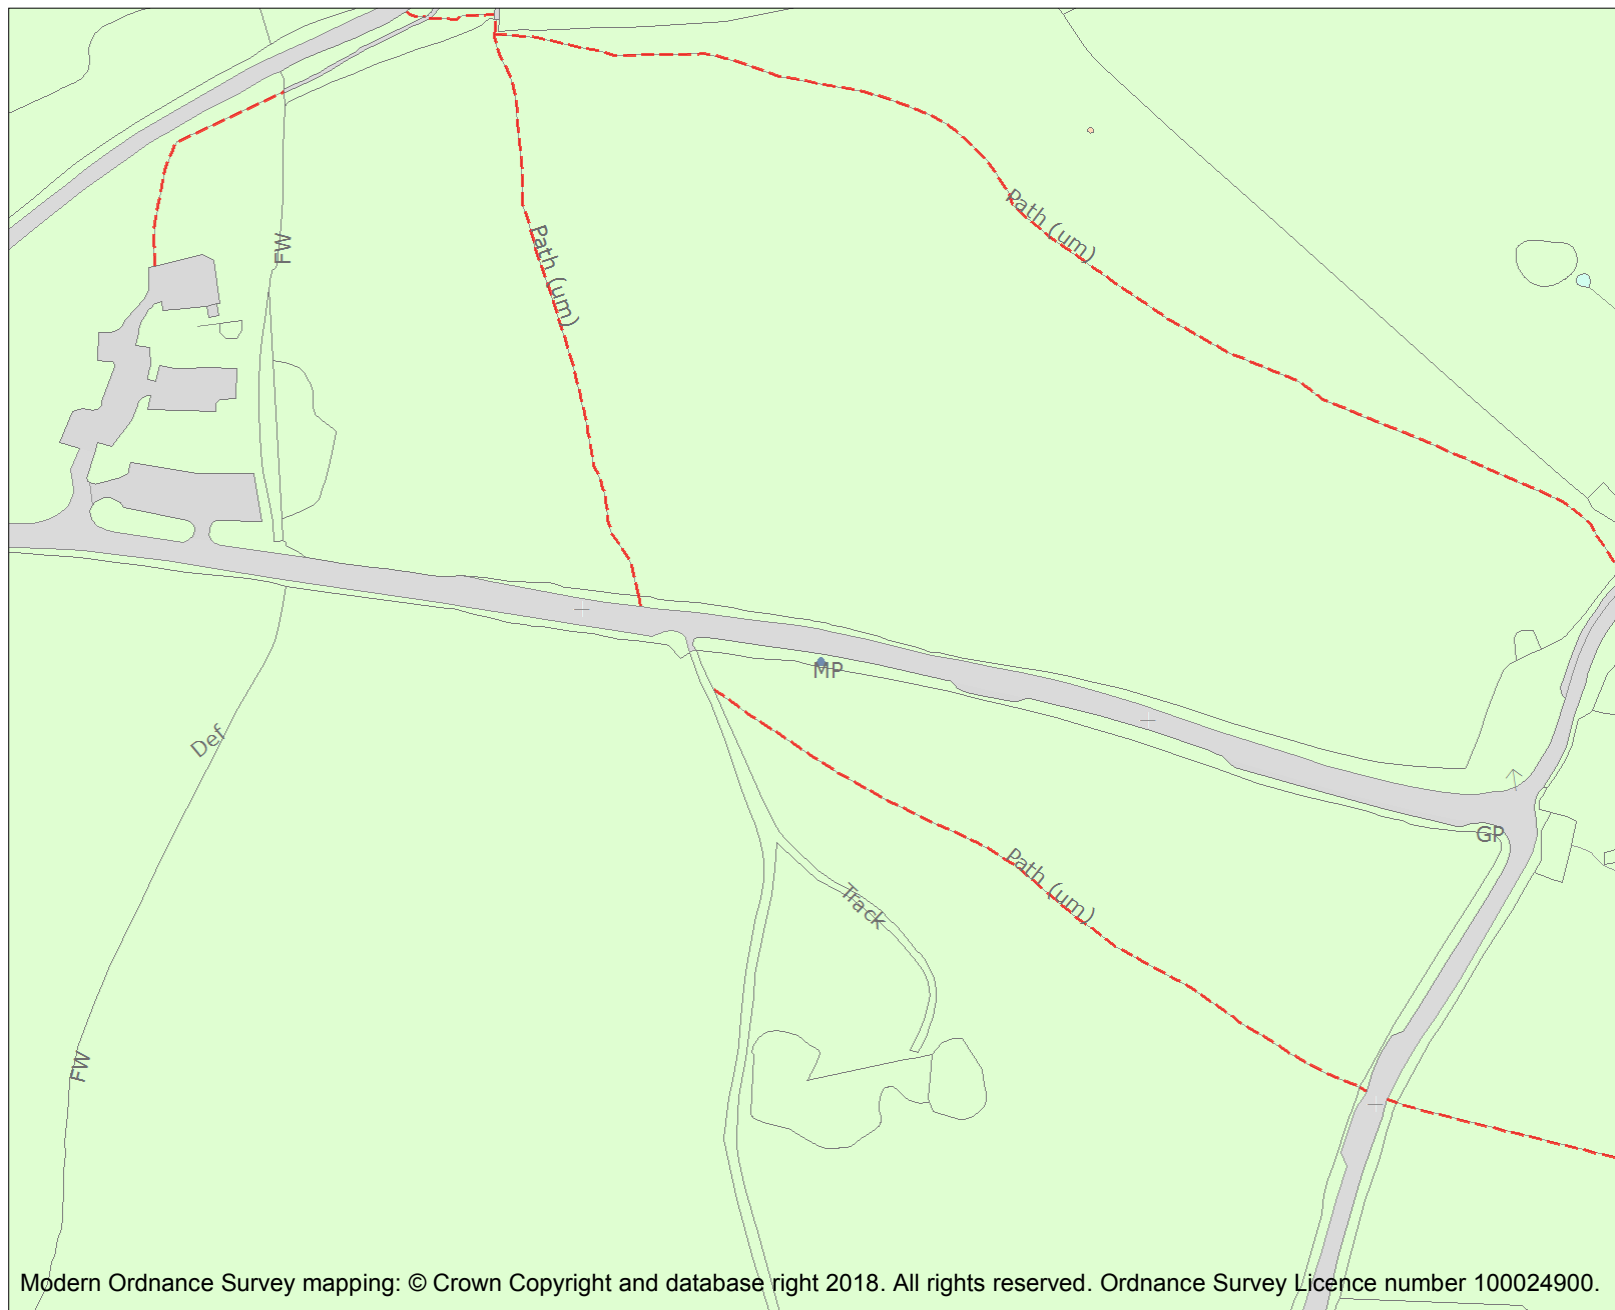 Path (um)
FW
Path (um)
MP
Def
GP
Path (um)
Track
FW
Modern Ordnance Survey mapping: © Crown Copyright and database right 2018. All rights reserved. Ordnance Survey Licence number 100024900.